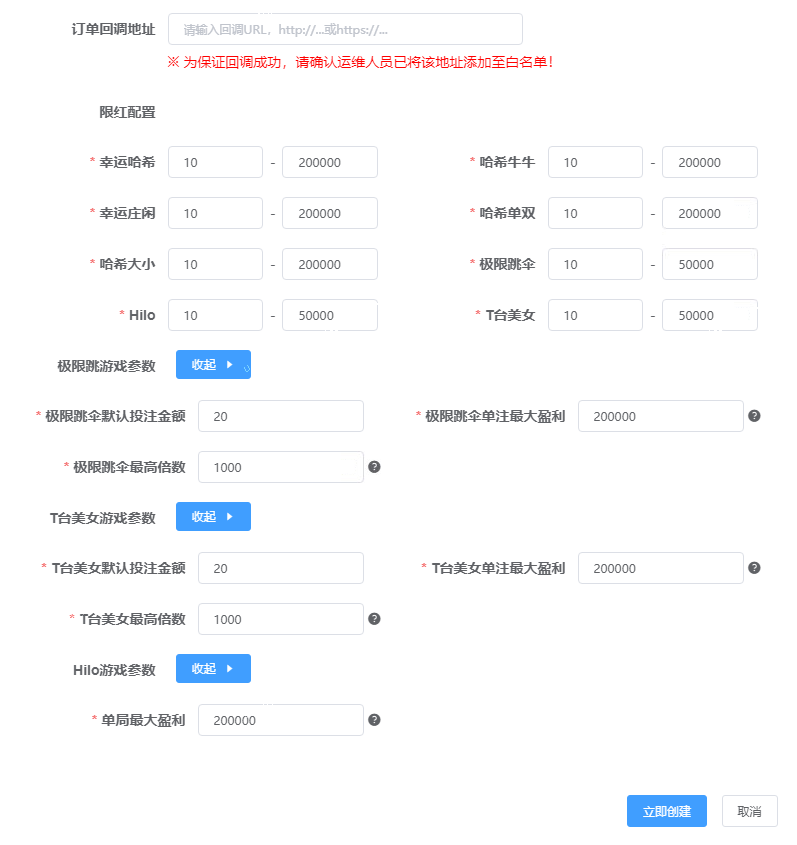 订单回调地址 请输入回调URL，http://...或https://...
※ 为保证回调成功，请确认运维人员已将该地址添加至白名单！
限红配置
* 幸运哈希 10 - 200000 * 哈希牛牛 10 - 200000
* 幸运庄闲 10 - 200000 * 哈希单双 10 - 200000
* 哈希大小 10 - 200000 * 极限跳伞 10 - 50000
* Hilo 10 - 50000 * T台美女 10 - 50000
极限跳游戏参数 收起
* 极限跳伞默认投注金额 20 * 极限跳伞单注最大盈利 200000 ?
* 极限跳伞最高倍数 1000 ?
T台美女游戏参数 收起
* T台美女默认投注金额 20 * T台美女单注最大盈利 200000 ?
* T台美女最高倍数 1000 ?
Hilo游戏参数 收起
* 单局最大盈利 200000 ?
立即创建 取消